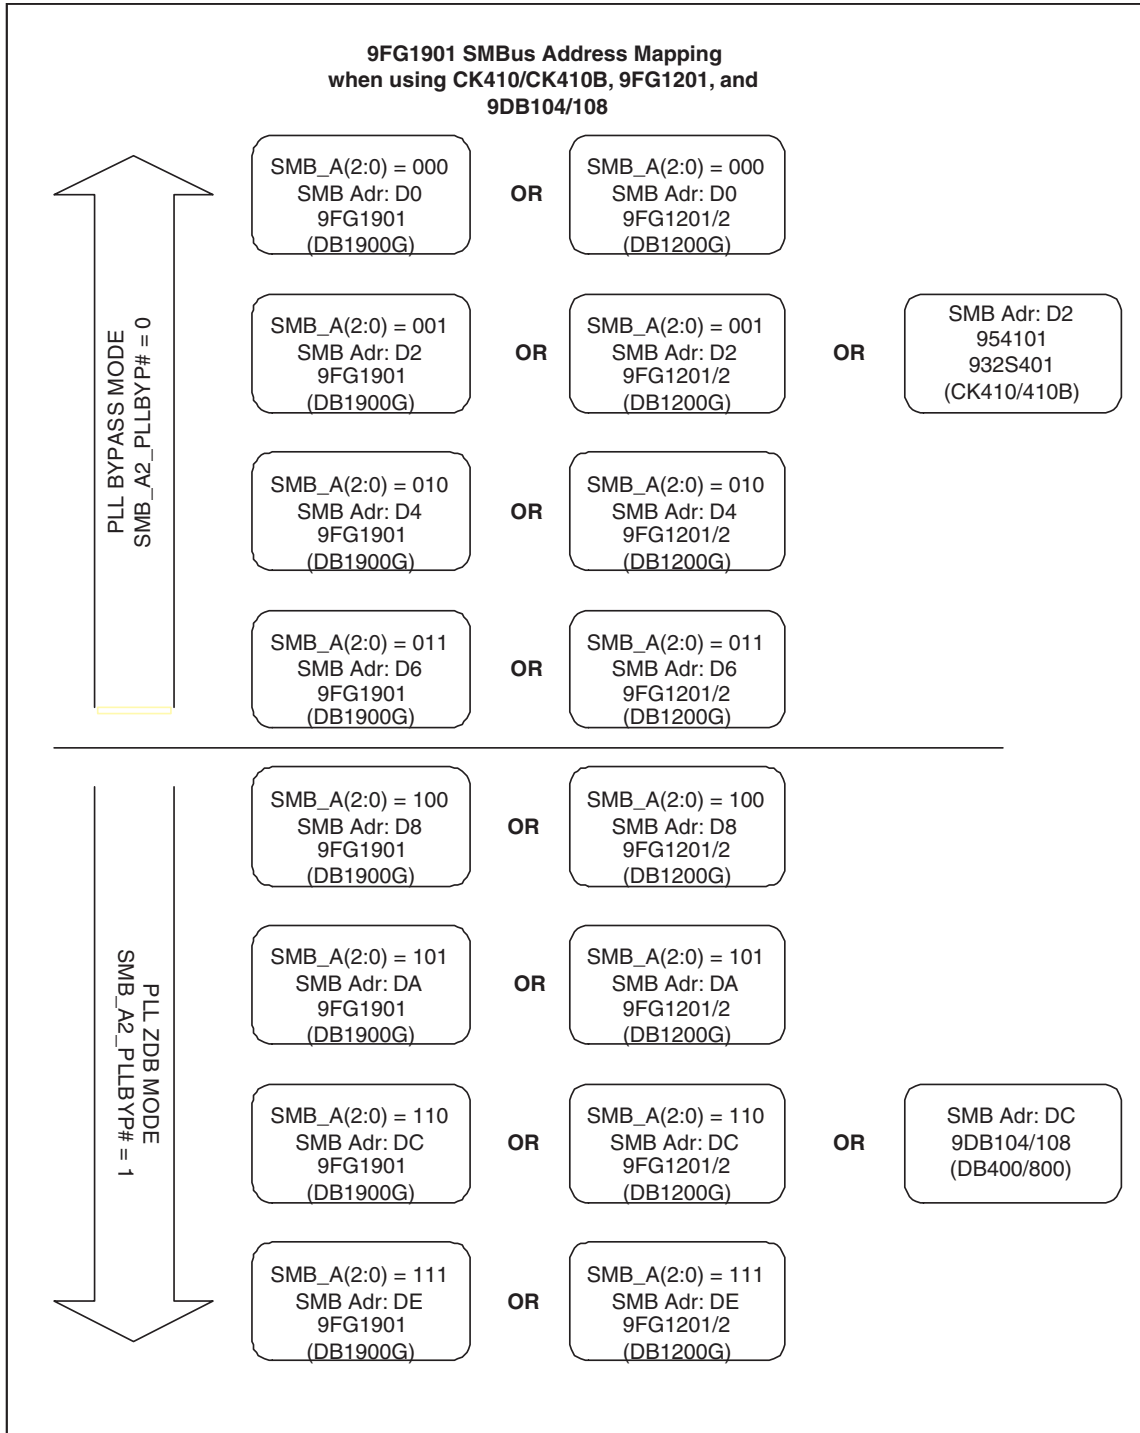 9FG1901 SMBus Address Mapping
when using CK410/CK410B, 9FG1201, and
9DB104/108
PLL BYPASS MODE
SMB_A2_PLLBYP# = 0
SMB_A(2:0) = 000
SMB Adr: D0
9FG1901
(DB1900G)
OR
SMB_A(2:0) = 000
SMB Adr: D0
9FG1201/2
(DB1200G)
SMB_A(2:0) = 001
SMB Adr: D2
9FG1901
(DB1900G)
OR
SMB_A(2:0) = 001
SMB Adr: D2
9FG1201/2
(DB1200G)
OR
SMB Adr: D2
954101
932S401
(CK410/410B)
SMB_A(2:0) = 010
SMB Adr: D4
9FG1901
(DB1900G)
OR
SMB_A(2:0) = 010
SMB Adr: D4
9FG1201/2
(DB1200G)
SMB_A(2:0) = 011
SMB Adr: D6
9FG1901
(DB1900G)
OR
SMB_A(2:0) = 011
SMB Adr: D6
9FG1201/2
(DB1200G)
PLL ZDB MODE
SMB_A2_PLLBYP# = 1
SMB_A(2:0) = 100
SMB Adr: D8
9FG1901
(DB1900G)
OR
SMB_A(2:0) = 100
SMB Adr: D8
9FG1201/2
(DB1200G)
SMB_A(2:0) = 101
SMB Adr: DA
9FG1901
(DB1900G)
OR
SMB_A(2:0) = 101
SMB Adr: DA
9FG1201/2
(DB1200G)
SMB_A(2:0) = 110
SMB Adr: DC
9FG1901
(DB1900G)
OR
SMB_A(2:0) = 110
SMB Adr: DC
9FG1201/2
(DB1200G)
OR
SMB Adr: DC
9DB104/108
(DB400/800)
SMB_A(2:0) = 111
SMB Adr: DE
9FG1901
(DB1900G)
OR
SMB_A(2:0) = 111
SMB Adr: DE
9FG1201/2
(DB1200G)